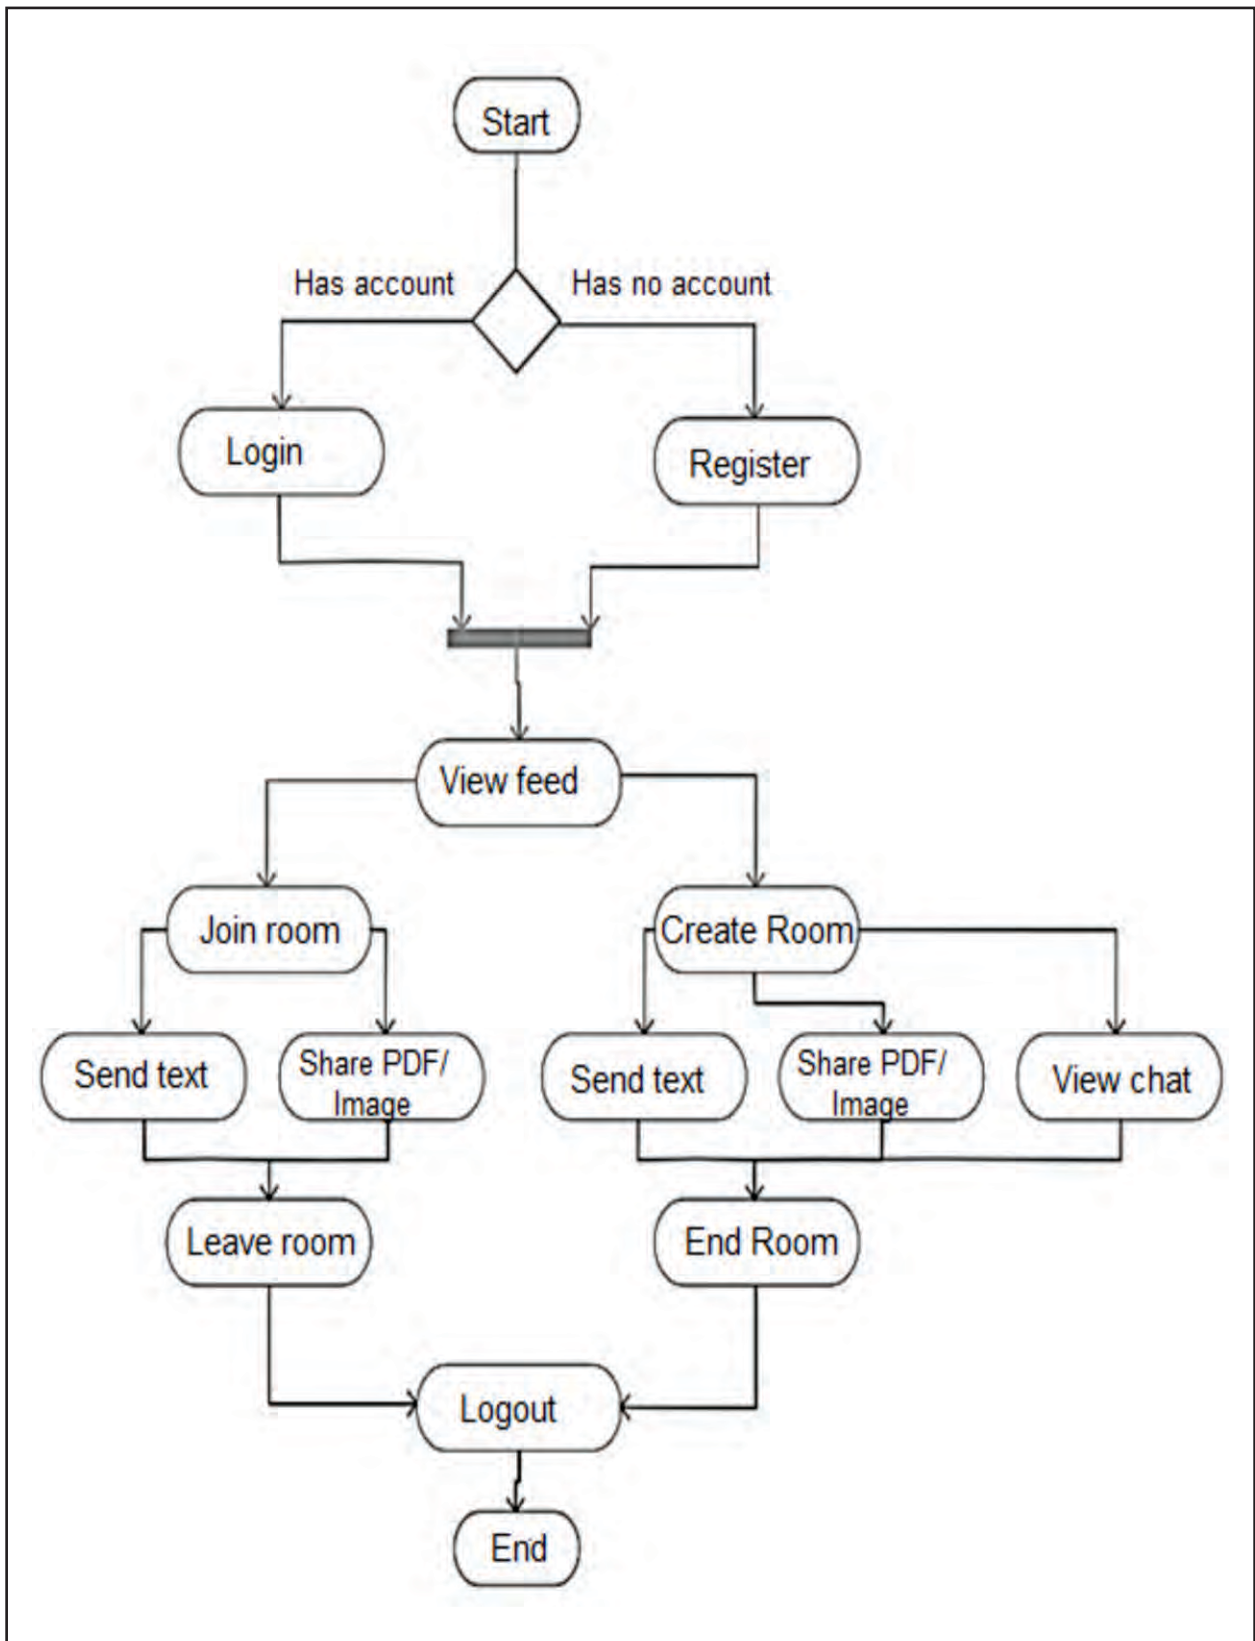 Start
Has account
Has no account
Login
Register
View feed
Join room
Create Room
Send text
Share PDF/
Image
Send text
Share PDF/
Image
View chat
Leave room
End Room
Logout
End